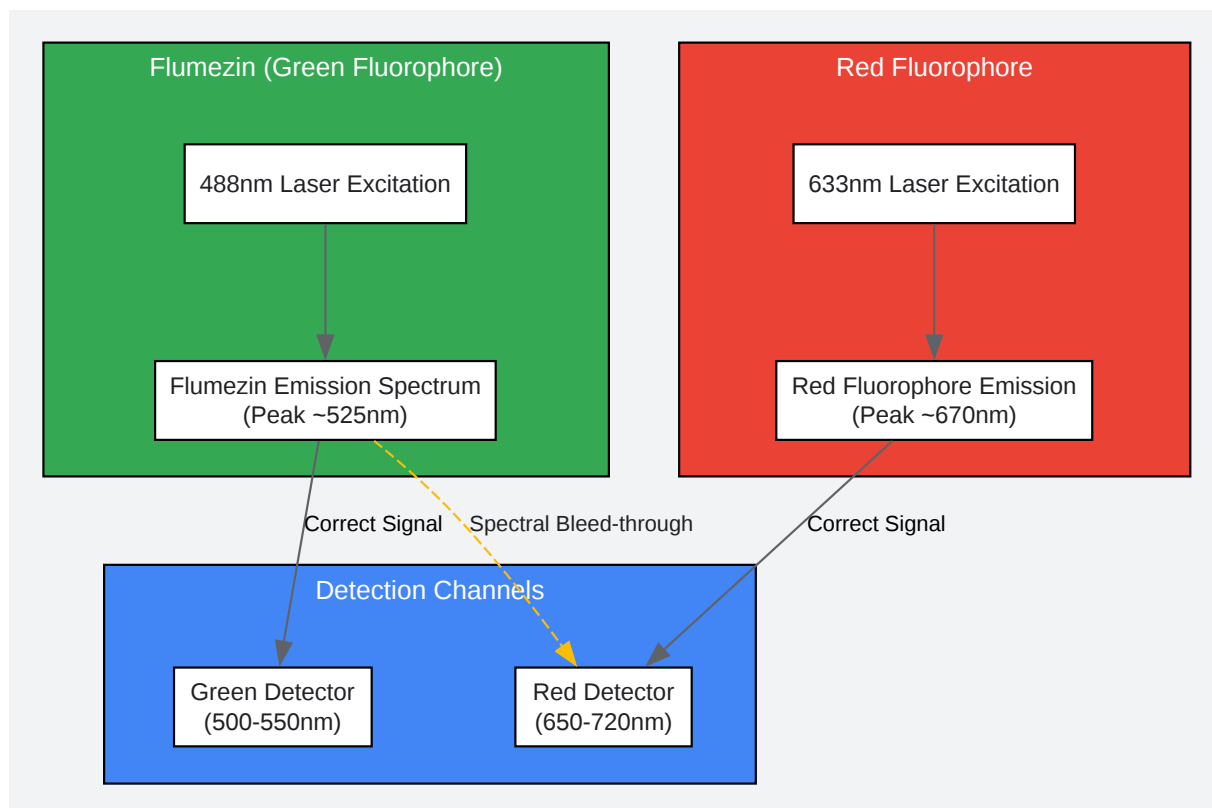 Flumezin (Green Fluorophore)
Red Fluorophore
488nm Laser Excitation
633nm Laser Excitation
Flumezin Emission Spectrum
(Peak ~525nm)
Red Fluorophore Emission
(Peak ~670nm)
Correct Signal
Spectral Bleed-through
Correct Signal
Detection Channels
Green Detector
(500-550nm)
Red Detector
(650-720nm)